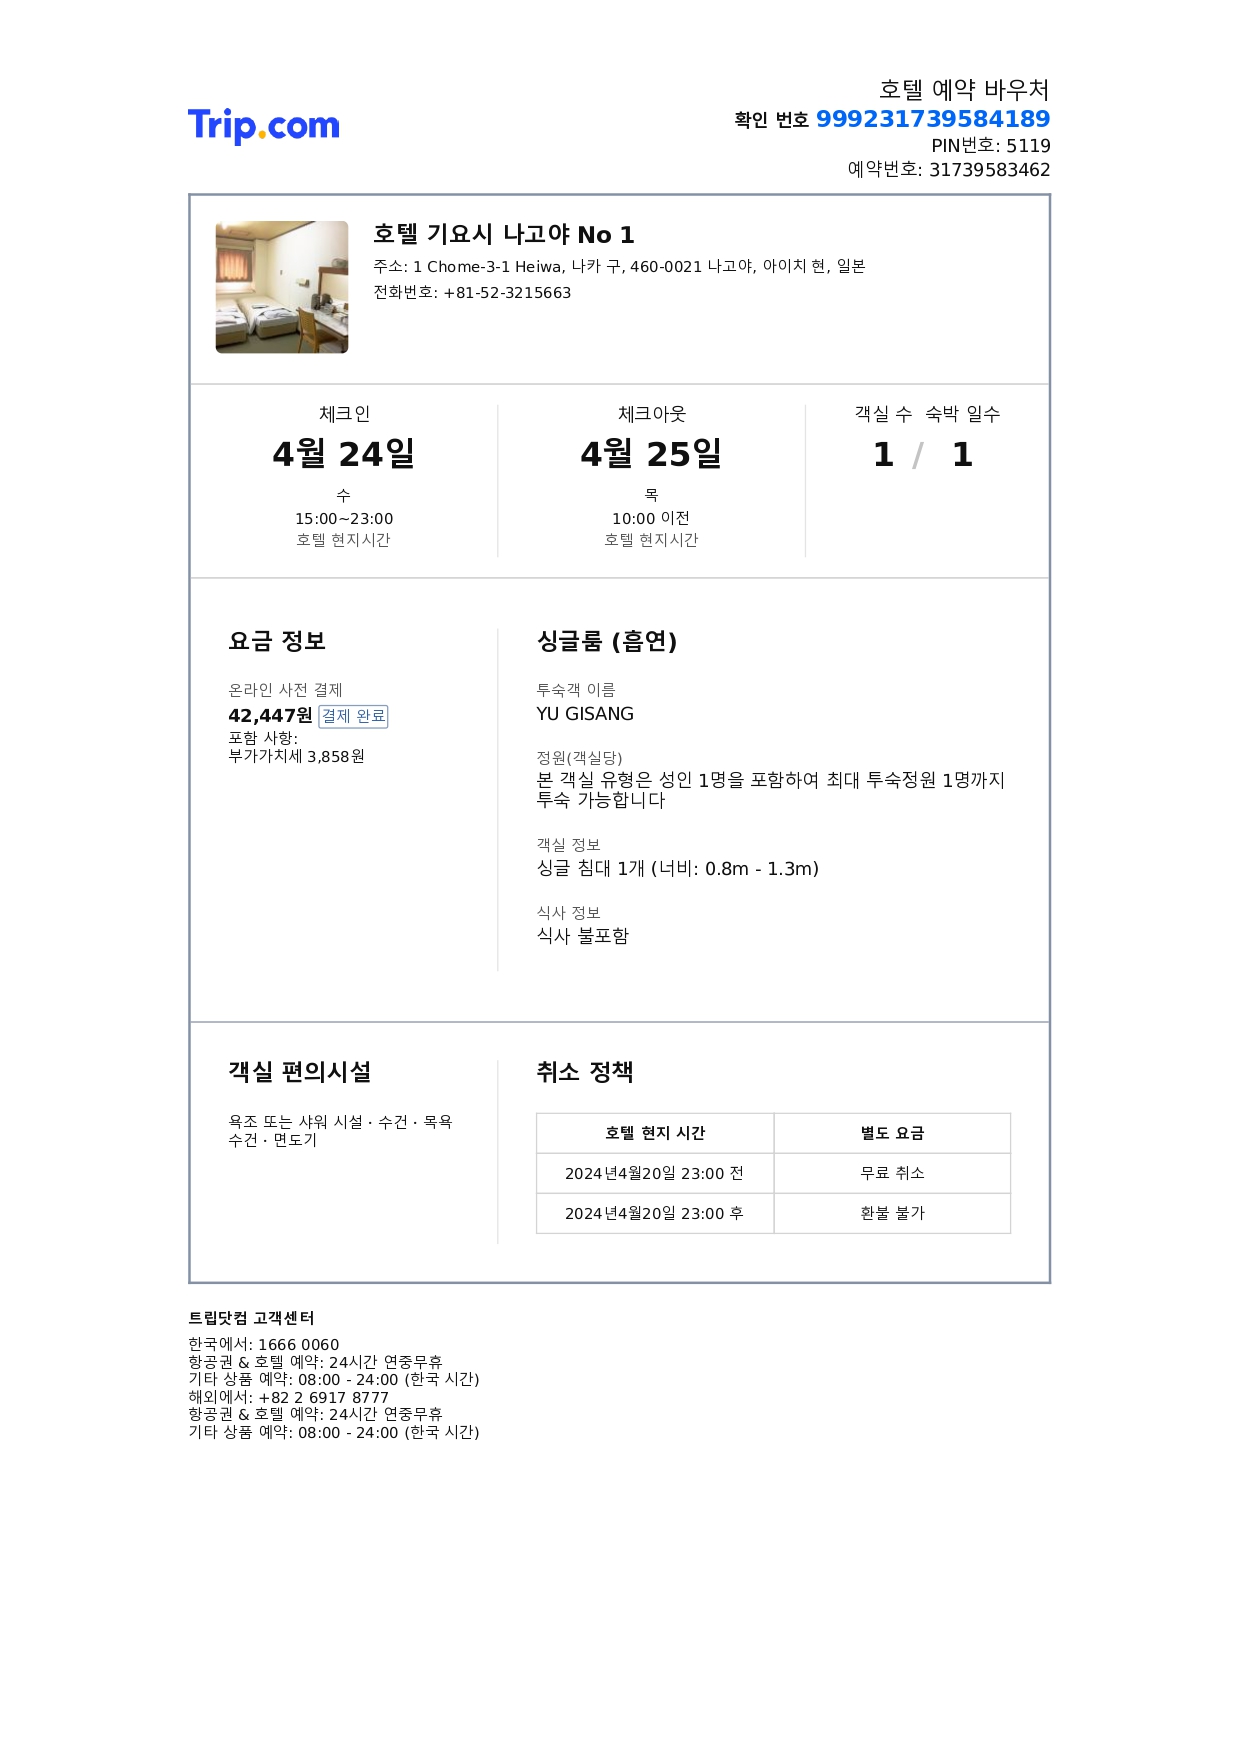 호텔 예약 바우처
Trip.com
확인 번호 999231739584189
PIN번호: 5119
예약번호: 31739583462
호텔 기요시 나고야 No 1
주소: 1 Chome-3-1 Heiwa, 나카 구, 460-0021 나고야, 아이치 현, 일본
전화번호: +81-52-3215663
체크인
4월 24일
수
15:00~23:00
호텔 현지시간
체크아웃
4월 25일
목
10:00 이전
호텔 현지시간
객실 수 숙박 일수
1 / 1
요금 정보
온라인 사전 결제
42,447원 결제 완료
포함 사항:
부가가치세 3,858원
싱글룸 (흡연)
투숙객 이름
YU GISANG
정원(객실당)
본 객실 유형은 성인 1명을 포함하여 최대 투숙정원 1명까지
투숙 가능합니다
객실 정보
싱글 침대 1개 (너비: 0.8m - 1.3m)
식사 정보
식사 불포함
객실 편의시설
욕조 또는 샤워 시설 · 수건 · 목욕
수건 · 면도기
취소 정책
호텔 현지 시간 별도 요금
2024년4월20일 23:00 전 무료 취소
2024년4월20일 23:00 후 환불 불가
트립닷컴 고객센터
한국에서: 1666 0060
항공권 & 호텔 예약: 24시간 연중무휴
기타 상품 예약: 08:00 - 24:00 (한국 시간)
해외에서: +82 2 6917 8777
항공권 & 호텔 예약: 24시간 연중무휴
기타 상품 예약: 08:00 - 24:00 (한국 시간)